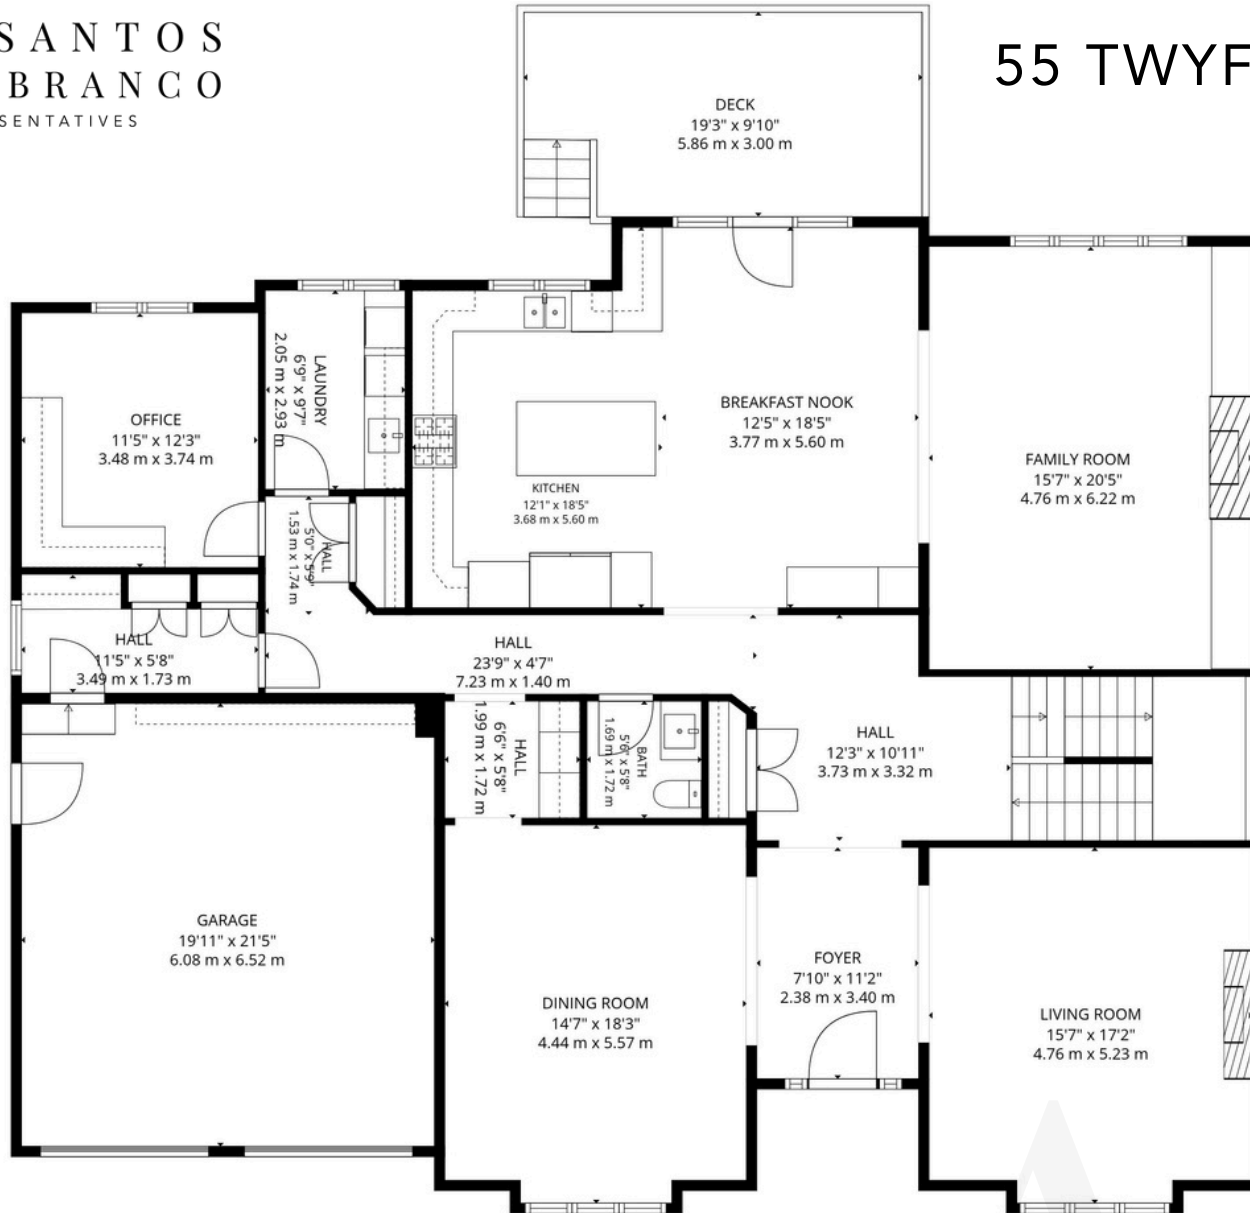 SANTOS
BRANCO
SENTATIVES
55 TWYF
DECK
19'3" x 9'10"
5.86 m x 3.00 m
OFFICE
11'5" x 12'3"
3.48 m x 3.74 m
LAUNDRY
6'9" x 9'7"
2.05 m x 2.93 m
BREAKFAST NOOK
12'5" x 18'5"
3.77 m x 5.60 m
KITCHEN
12'1" x 18'5"
3.68 m x 5.60 m
FAMILY ROOM
15'7" x 20'5"
4.76 m x 6.22 m
HALL
5'0" x 5'9"
1.53 m x 1.74 m
HALL
11'5" x 5'8"
3.49 m x 1.73 m
HALL
23'9" x 4'7"
7.23 m x 1.40 m
HALL
6'6" x 5'8"
1.99 m x 1.72 m
BATH
5'6" x 5'8"
1.69 m x 1.72 m
HALL
12'3" x 10'11"
3.73 m x 3.32 m
GARAGE
19'11" x 21'5"
6.08 m x 6.52 m
DINING ROOM
14'7" x 18'3"
4.44 m x 5.57 m
FOYER
7'10" x 11'2"
2.38 m x 3.40 m
LIVING ROOM
15'7" x 17'2"
4.76 m x 5.23 m